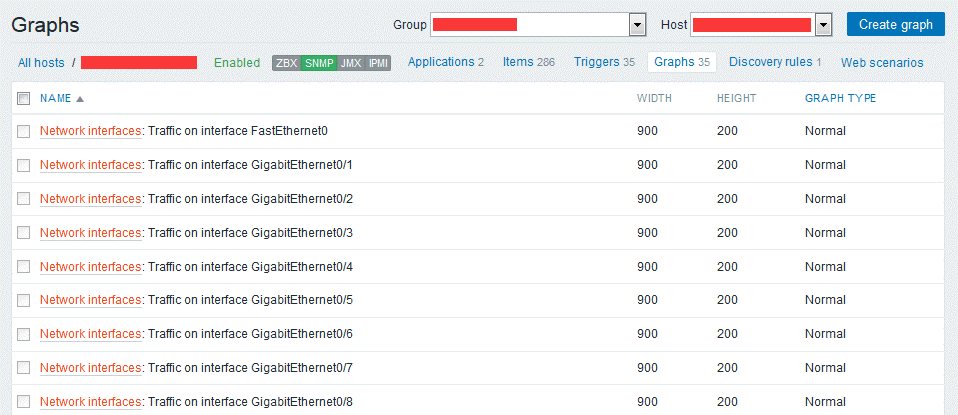 Graphs Group Host Create graph
All hosts / Enabled ZBX SNMP JMX IPMI Applications 2 Items 286 Triggers 35 Graphs 35 Discovery rules 1 Web scenarios
NAME WIDTH HEIGHT GRAPH TYPE
Network interfaces: Traffic on interface FastEthernet0 900 200 Normal
Network interfaces: Traffic on interface GigabitEthernet0/1 900 200 Normal
Network interfaces: Traffic on interface GigabitEthernet0/2 900 200 Normal
Network interfaces: Traffic on interface GigabitEthernet0/3 900 200 Normal
Network interfaces: Traffic on interface GigabitEthernet0/4 900 200 Normal
Network interfaces: Traffic on interface GigabitEthernet0/5 900 200 Normal
Network interfaces: Traffic on interface GigabitEthernet0/6 900 200 Normal
Network interfaces: Traffic on interface GigabitEthernet0/7 900 200 Normal
Network interfaces: Traffic on interface GigabitEthernet0/8 900 200 Normal